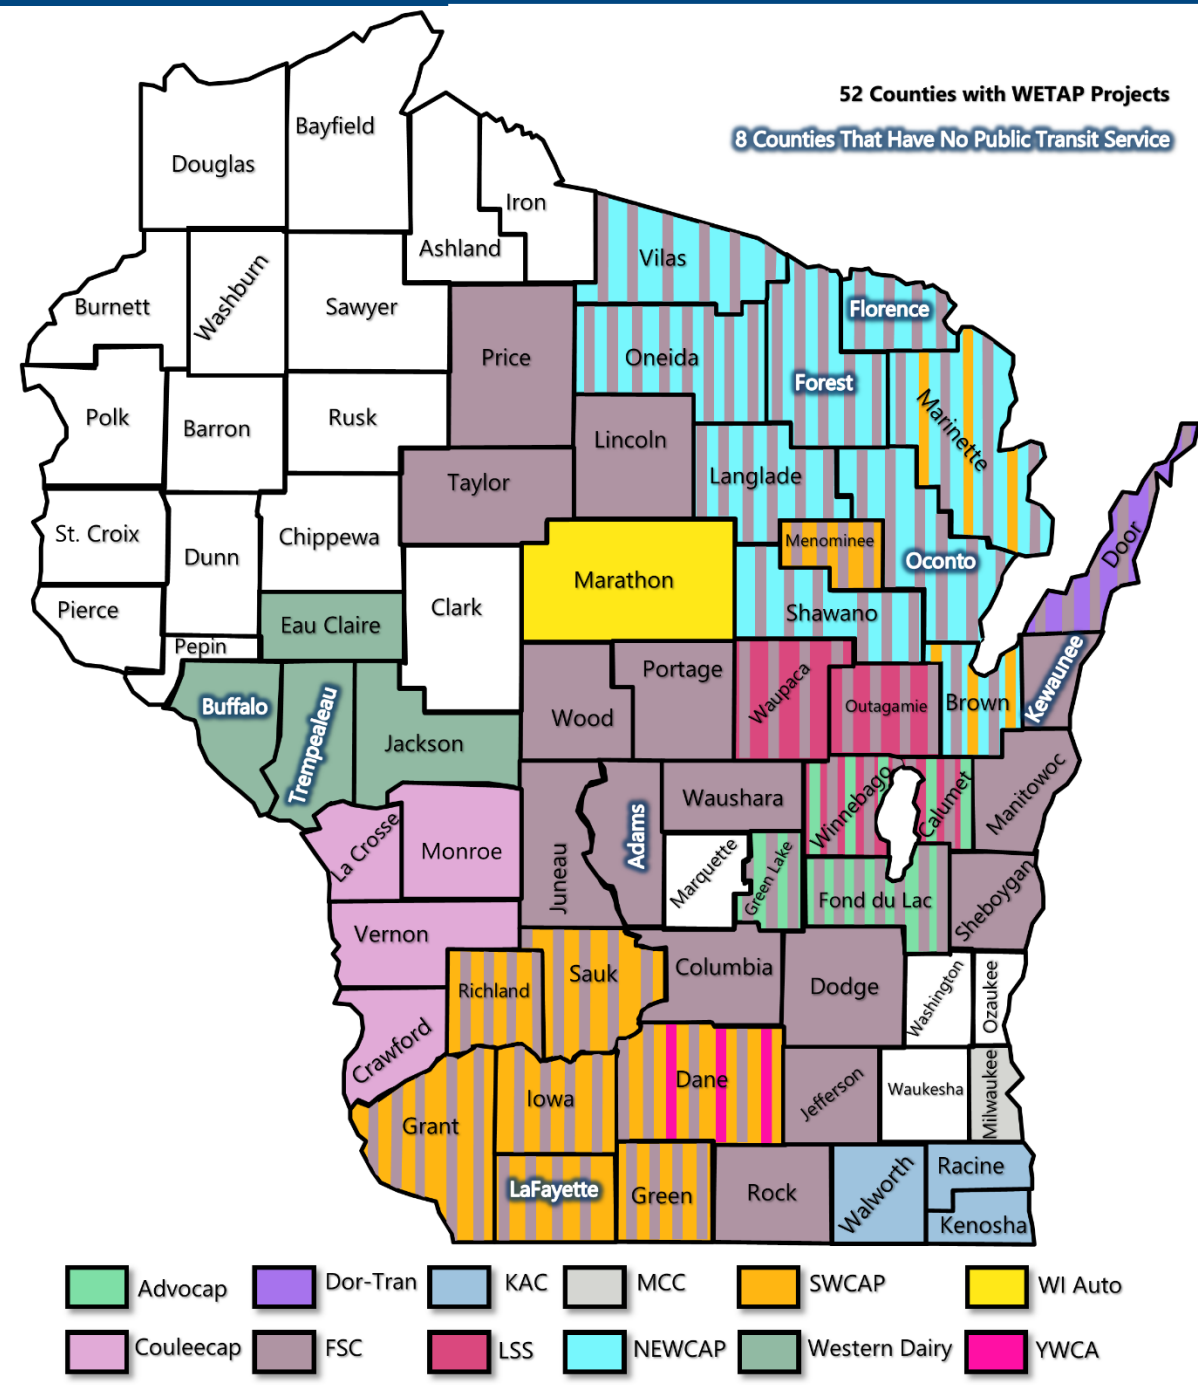 52 Counties with WETAP Projects
8 Counties That Have No Public Transit Service
Bayfield
Douglas
Iron
Ashland
Vilas
Washburn
Burnett
Sawyer
Florence
Price
Oneida
Forest
Polk
Barron
Rusk
Lincoln
Marinette
Taylor
Langlade
St. Croix
Chippewa
Menominee
Door
Dunn
Oconto
Marathon
Pierce
Clark
Shawano
Eau Claire
Pepin
Portage
Waupaca
Kewaunee
Buffalo
Trempealeau
Wood
Outagamie
Brown
Jackson
Waushara
Winnebago
Calumet
Manitowoc
La Crosse
Monroe
Juneau
Adams
Marquette
Green Lake
Fond du Lac
Sheboygan
Vernon
Richland
Sauk
Columbia
Dodge
Washington
Ozaukee
Crawford
Grant
Iowa
Dane
Jefferson
Waukesha
Milwaukee
LaFayette
Green
Rock
Walworth
Racine
Kenosha
Advocap
Dor-Tran
KAC
MCC
SWCAP
WI Auto
Couleecap
FSC
LSS
NEWCAP
Western Dairy
YWCA